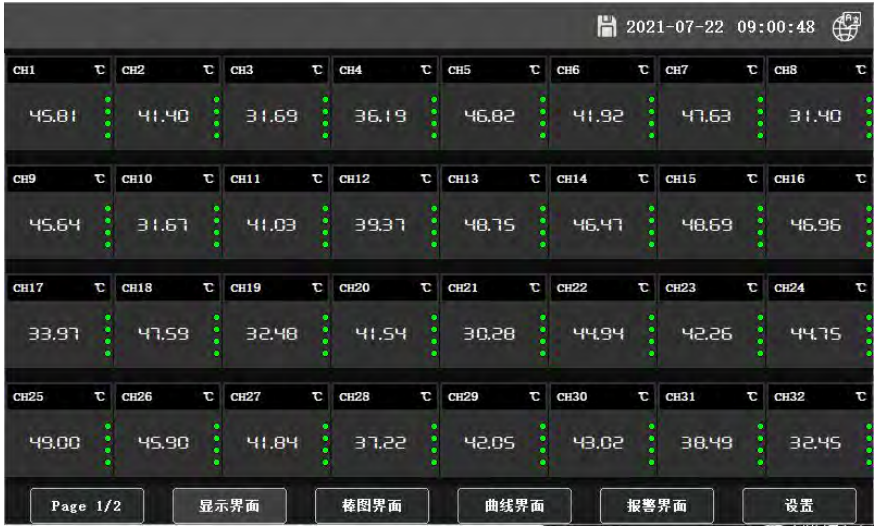 2021-07-22 09:00:48
CH1 ℃ CH2 ℃ CH3 ℃ CH4 ℃ CH5 ℃ CH6 ℃ CH7 ℃ CH8 ℃
45.81 41.40 31.69 36.19 46.82 41.92 47.63 31.40
CH9 ℃ CH10 ℃ CH11 ℃ CH12 ℃ CH13 ℃ CH14 ℃ CH15 ℃ CH16 ℃
45.64 31.67 41.03 39.37 48.75 46.47 48.69 46.96
CH17 ℃ CH18 ℃ CH19 ℃ CH20 ℃ CH21 ℃ CH22 ℃ CH23 ℃ CH24 ℃
33.97 47.59 32.48 41.54 30.28 44.94 42.26 44.75
CH25 ℃ CH26 ℃ CH27 ℃ CH28 ℃ CH29 ℃ CH30 ℃ CH31 ℃ CH32 ℃
49.00 45.90 41.84 37.22 42.05 43.02 38.49 32.45
Page 1/2 显示界面 棒图界面 曲线界面 报警界面 设置